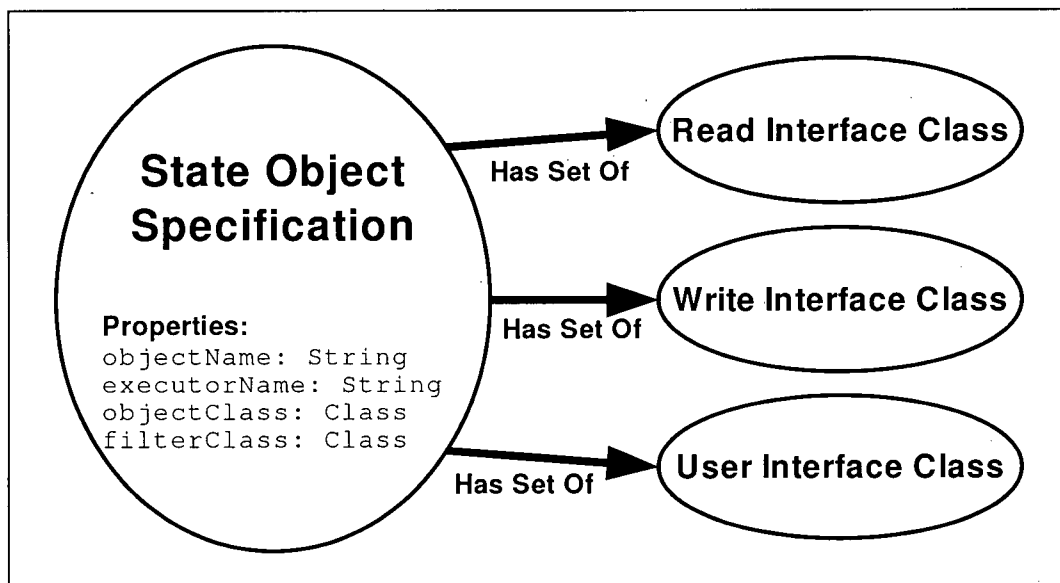 State Object
Specification
Properties:
objectName: String
executorName: String
objectClass: Class
filterClass: Class
Has Set Of
Read Interface Class
Has Set Of
Write Interface Class
Has Set Of
User Interface Class